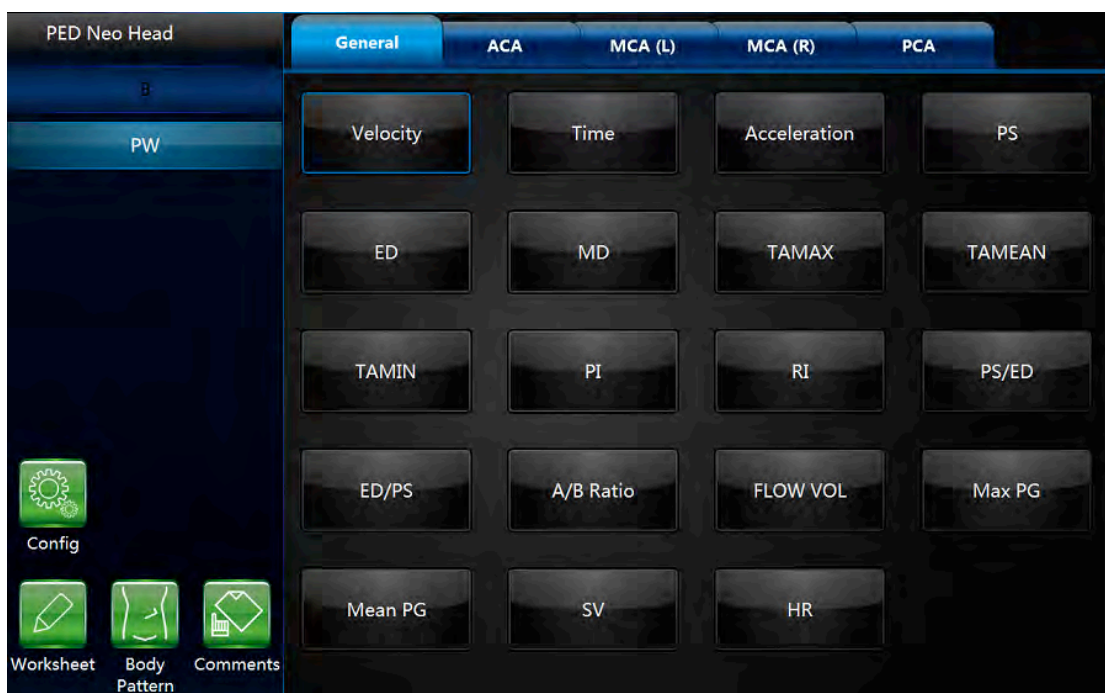 PED Neo Head
B
PW
General ACA MCA (L) MCA (R) PCA
Velocity Time Acceleration PS
ED MD TAMAX TAMEAN
TAMIN PI RI PS/ED
ED/PS A/B Ratio FLOW VOL Max PG
Mean PG SV HR
Config
Worksheet Body Pattern Comments